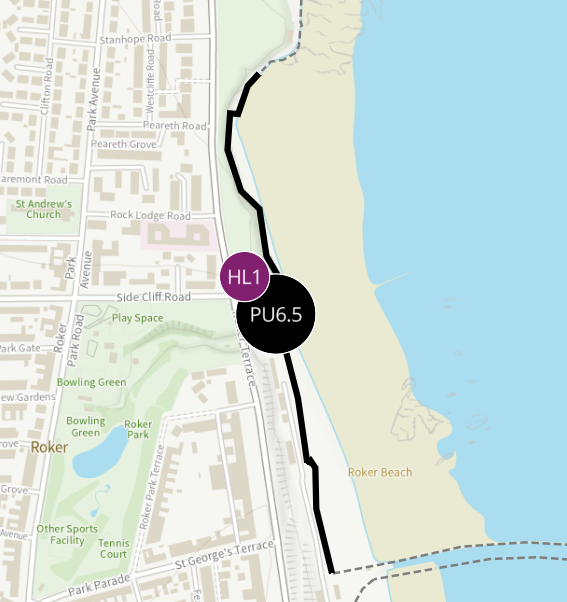 Stanhope Road
Road
Westcliffe Road
Clifton Road
Park Avenue
Peareth Road
Peareth Grove
aremont Road
St Andrew's
Church
Rock Lodge Road
Park
Avenue
HL1
Side Cliff Road
PU6.5
Play Space
Roker
Park Road
Terrace
Park Gate
Bowling Green
ew Gardens
Bowling
Green
Roker
Park
Roker
Roker Beach
Roker Park Terrace
Grove
Grove
Avenue
Other Sports
Facility
Tennis
Court
St George's Terrace
Park Parade